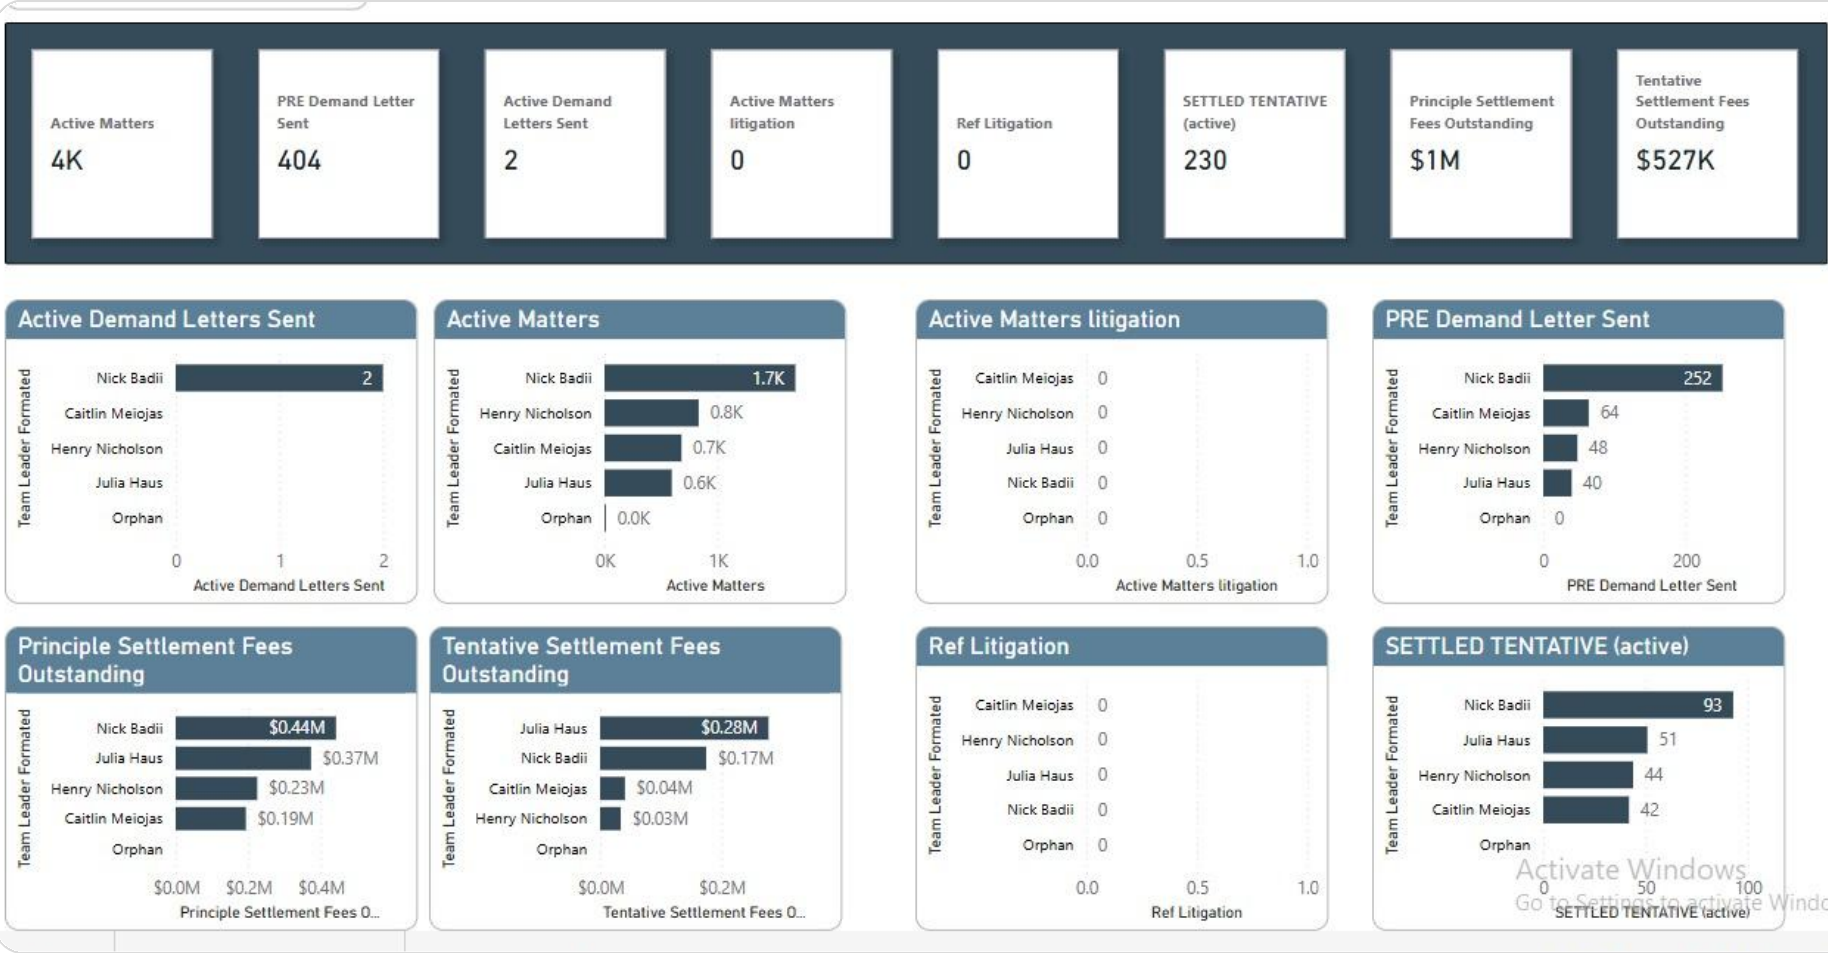 Active Matters
4K
PRE Demand Letter
Sent
404
Active Demand
Letters Sent
2
Active Matters
litigation
0
Ref Litigation
0
SETTLED TENTATIVE
(active)
230
Principle Settlement
Fees Outstanding
$1M
Tentative
Settlement Fees
Outstanding
$527K
Active Demand Letters Sent
Team Leader Formated
Nick Badii 2
Caitlin Meiojas
Henry Nicholson
Julia Haus
Orphan
0 1 2
Active Demand Letters Sent
Active Matters
Team Leader Formated
Nick Badii 1.7K
Henry Nicholson 0.8K
Caitlin Meiojas 0.7K
Julia Haus 0.6K
Orphan 0.0K
0K 1K
Active Matters
Active Matters litigation
Team Leader Formated
Caitlin Meiojas 0
Henry Nicholson 0
Julia Haus 0
Nick Badii 0
Orphan 0
0.0 0.5 1.0
Active Matters litigation
PRE Demand Letter Sent
Team Leader Formated
Nick Badii 252
Caitlin Meiojas 64
Henry Nicholson 48
Julia Haus 40
Orphan 0
0 200
PRE Demand Letter Sent
Principle Settlement Fees
Outstanding
Team Leader Formated
Nick Badii $0.44M
Julia Haus $0.37M
Henry Nicholson $0.23M
Caitlin Meiojas $0.19M
Orphan
$0.0M $0.2M $0.4M
Principle Settlement Fees O...
Tentative Settlement Fees
Outstanding
Team Leader Formated
Julia Haus $0.28M
Nick Badii $0.17M
Caitlin Meiojas $0.04M
Henry Nicholson $0.03M
Orphan
$0.0M $0.2M
Tentative Settlement Fees O...
Ref Litigation
Team Leader Formated
Caitlin Meiojas 0
Henry Nicholson 0
Julia Haus 0
Nick Badii 0
Orphan 0
0.0 0.5 1.0
Ref Litigation
SETTLED TENTATIVE (active)
Team Leader Formated
Nick Badii 93
Julia Haus 51
Henry Nicholson 44
Caitlin Meiojas 42
Orphan
0 50 100
SETTLED TENTATIVE (active)
Activate Windows
Go to Settings to activate Windo